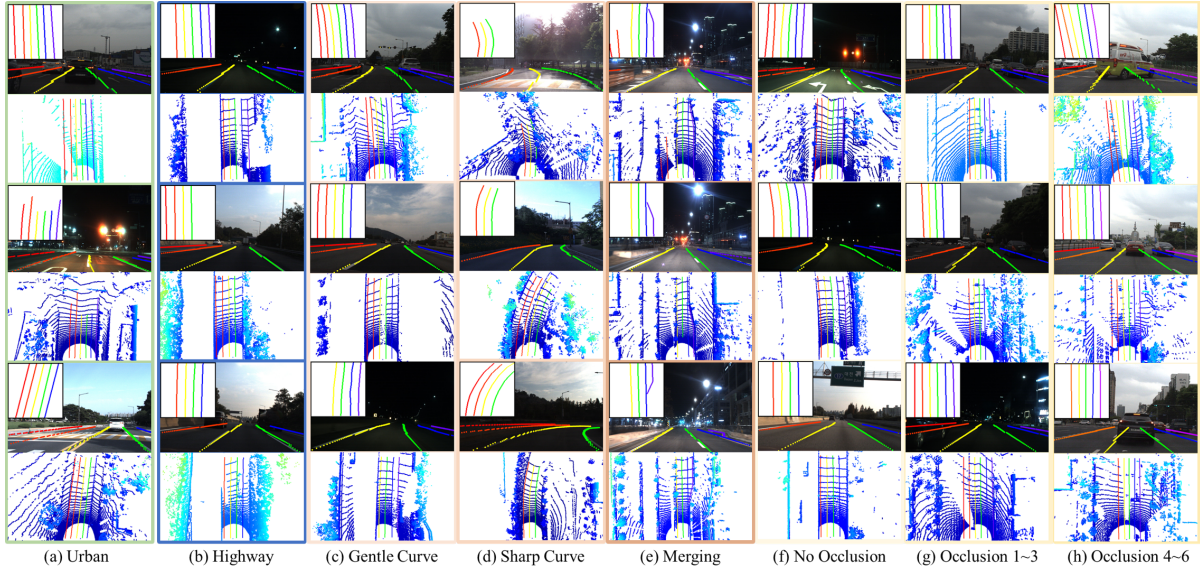 (a) Urban
(b) Highway
(c) Gentle Curve
(d) Sharp Curve
(e) Merging
(f) No Occlusion
(g) Occlusion 1~3
(h) Occlusion 4~6